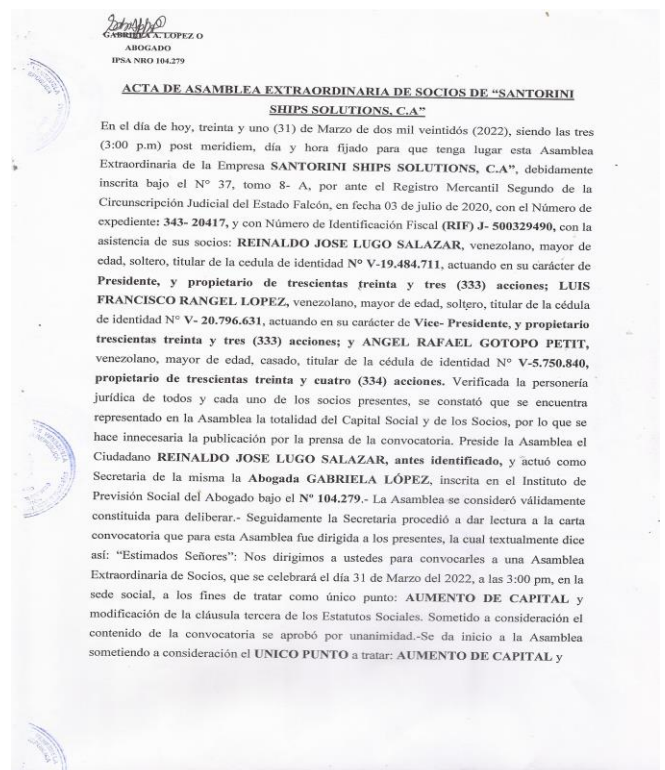 GABRIELA A. LOPEZ O
ABOGADO
IPSA NRO 104.279
ACTA DE ASAMBLEA EXTRAORDINARIA DE SOCIOS DE “SANTORINI
SHIPS SOLUTIONS, C.A”
En el día de hoy, treinta y uno (31) de Marzo de dos mil veintidós (2022), siendo las tres
(3:00 p.m) post meridiem, día y hora fijado para que tenga lugar esta Asamblea
Extraordinaria de la Empresa SANTORINI SHIPS SOLUTIONS, C.A”, debidamente
inscrita bajo el N° 37, tomo 8- A, por ante el Registro Mercantil Segundo de la
Circunscripción Judicial del Estado Falcón, en fecha 03 de julio de 2020, con el Número de
expediente: 343- 20417, y con Número de Identificación Fiscal (RIF) J- 500329490, con la
asistencia de sus socios: REINALDO JOSE LUGO SALAZAR, venezolano, mayor de
edad, soltero, titular de la cedula de identidad N° V-19.484.711, actuando en su carácter de
Presidente, y propietario de trescientas treinta y tres (333) acciones; LUIS
FRANCISCO RANGEL LOPEZ, venezolano, mayor de edad, soltero, titular de la cédula
de identidad N° V- 20.796.631, actuando en su carácter de Vice- Presidente, y propietario
trescientas treinta y tres (333) acciones; y ANGEL RAFAEL GOTOPO PETIT,
venezolano, mayor de edad, casado, titular de la cédula de identidad N° V-5.750.840,
propietario de trescientas treinta y cuatro (334) acciones. Verificada la personería
jurídica de todos y cada uno de los socios presentes, se constató que se encuentra
representado en la Asamblea la totalidad del Capital Social y de los Socios, por lo que se
hace innecesaria la publicación por la prensa de la convocatoria. Preside la Asamblea el
Ciudadano REINALDO JOSE LUGO SALAZAR, antes identificado, y actuó como
Secretaria de la misma la Abogada GABRIELA LÓPEZ, inscrita en el Instituto de
Previsión Social del Abogado bajo el N° 104.279.- La Asamblea se consideró válidamente
constituida para deliberar.- Seguidamente la Secretaria procedió a dar lectura a la carta
convocatoria que para esta Asamblea fue dirigida a los presentes, la cual textualmente dice
así: “Estimados Señores”: Nos dirigimos a ustedes para convocarles a una Asamblea
Extraordinaria de Socios, que se celebrará el día 31 de Marzo del 2022, a las 3:00 pm, en la
sede social, a los fines de tratar como único punto: AUMENTO DE CAPITAL y
modificación de la cláusula tercera de los Estatutos Sociales. Sometido a consideración el
contenido de la convocatoria se aprobó por unanimidad.-Se da inicio a la Asamblea
sometiendo a consideración el UNICO PUNTO a tratar: AUMENTO DE CAPITAL y